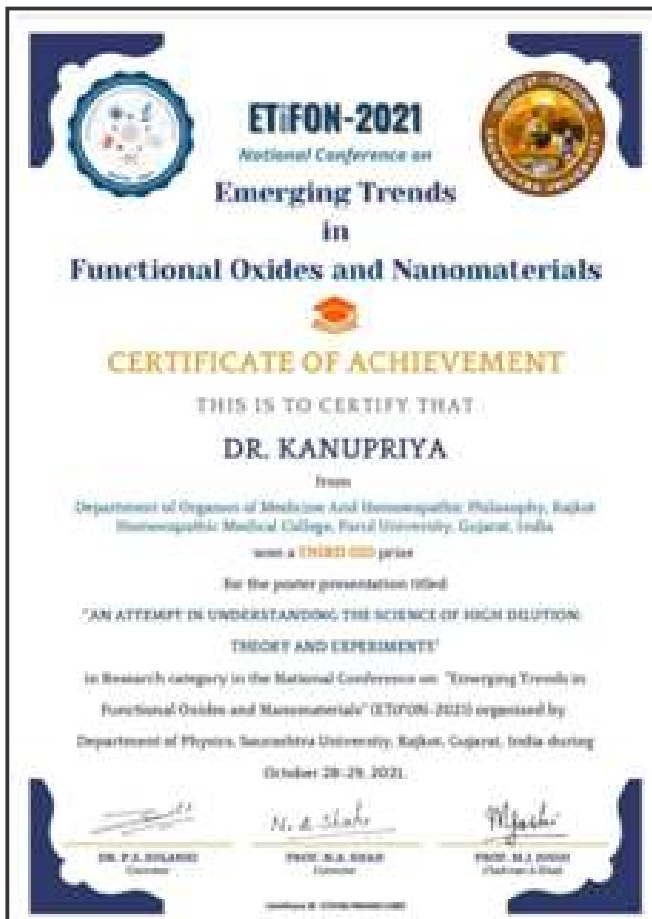 ETiFON-2021
National Conference on
Emerging Trends
in
Functional Oxides and Nanomaterials
CERTIFICATE OF ACHIEVEMENT
THIS IS TO CERTIFY THAT
DR. KANUPRIYA
from
Department of Organon of Medicine And Homoeopathic Philosophy, Rajkot
Homoeopathic Medical College, Parul University, Gujarat, India
won a THIRD prize
for the poster presentation titled
"AN ATTEMPT IN UNDERSTANDING THE SCIENCE OF HIGH DILUTION:
THEORY AND EXPERIMENTS"
in Research category in the National Conference on "Emerging Trends in
Functional Oxides and Nanomaterials" (ETiFON-2021) organised by
Department of Physics, Saurashtra University, Rajkot, Gujarat, India during
October 28-29, 2021.
DR. P.S. SOLANKI
PROF. N.A. SHAH
PROF. M.J. JOSHI
Convener
Convener